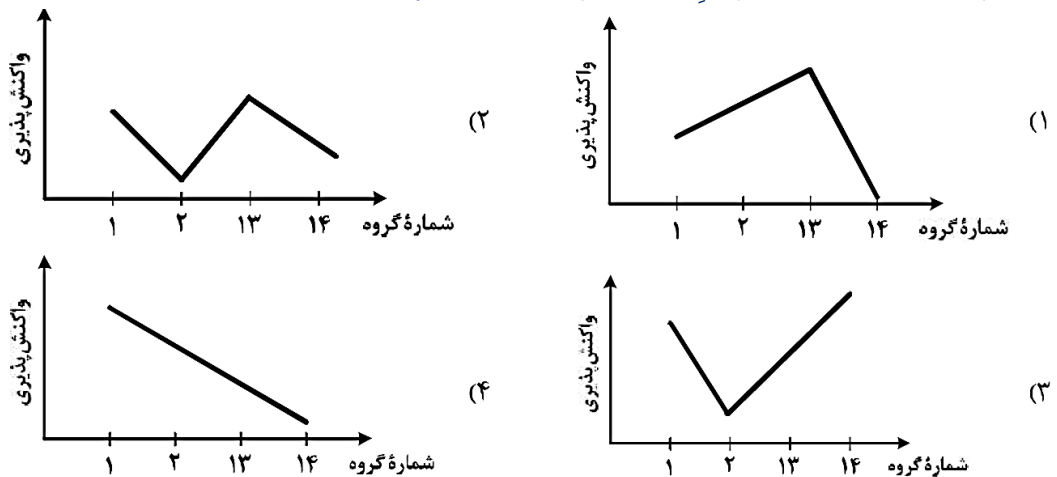 ۱)
واکنش‌پذیری
۱ ۲ ۱۳ ۱۴
شمارهٔ گروه
۲)
واکنش‌پذیری
۱ ۲ ۱۳ ۱۴
شمارهٔ گروه
۳)
واکنش‌پذیری
۱ ۲ ۱۳ ۱۴
شمارهٔ گروه
۴)
واکنش‌پذیری
۱ ۲ ۱۳ ۱۴
شمارهٔ گروه